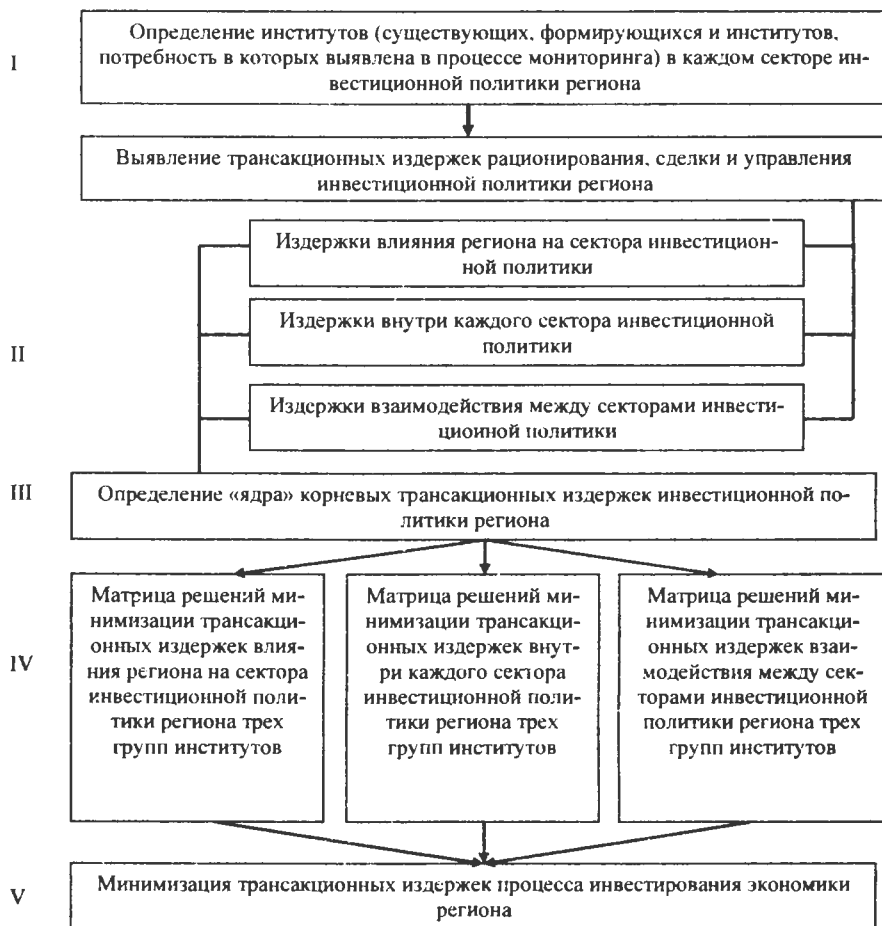 I
Определение институтов (существующих, формирующихся и институтов,
потребность в которых выявлена в процессе мониторинга) в каждом секторе ин-
вестиционной политики региона
Выявление трансакционных издержек рационирования, сделки и управления
инвестиционной политики региона
II
Издержки влияния региона на сектора инвестицион-
ной политики
Издержки внутри каждого сектора инвестиционной
политики
Издержки взаимодействия между секторами инвести-
ционной политики
III
Определение «ядра» корневых трансакционных издержек инвестиционной по-
литики региона
IV
Матрица решений ми-
нимизации трансакци-
онных издержек влия-
ния региона на сектора
инвестиционной поли-
тики региона трех
групп институтов
Матрица решений ми-
нимизации трансакци-
онных издержек внут-
ри каждого сектора
инвестиционной поли-
тики региона трех
групп институтов
Матрица решений
минимизации трансакци-
онных издержек взаи-
модействия между сек-
торами инвестиционной
политики региона трех
групп институтов
V
Минимизация трансакционных издержек процесса инвестирования экономики
региона